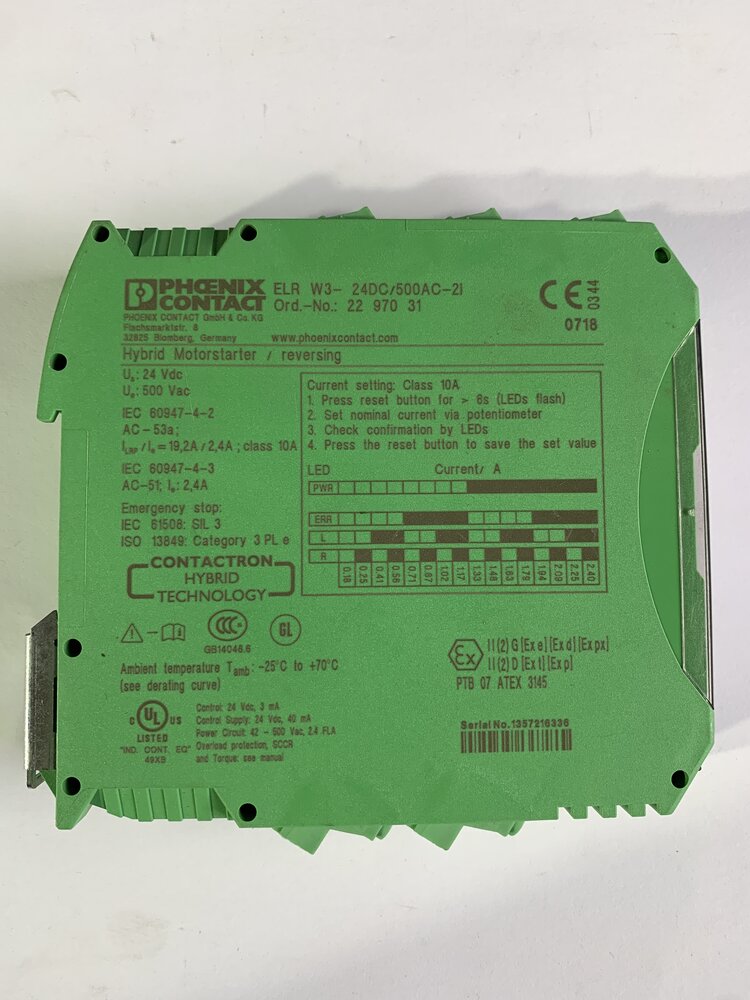 PHŒNIX
CONTACT
PHOENIX CONTACT GmbH & Co. KG
Flachsmarktstr. 8
32825 Blomberg, Germany
www.phoenixcontact.com
ELR W3- 24DC/500AC-2I
Ord.-No.: 22 970 31
CE
0344
0718
Hybrid Motorstarter / reversing
Us: 24 Vdc
Ue: 500 Vac
IEC 60947-4-2
AC-53a;
ILRP / Ie = 19,2A / 2,4A ; class 10A
IEC 60947-4-3
AC-51; Ie: 2,4A
Emergency stop:
IEC 61508: SIL 3
ISO 13849: Category 3 PL e
CONTACTRON
HYBRID
TECHNOLOGY
Current setting: Class 10A
1. Press reset button for > 6s (LEDs flash)
2. Set nominal current via potentiometer
3. Check confirmation by LEDs
4. Press the reset button to save the set value
LED Current/ A
PWR
ERR
L
R
0.18 0.25 0.41 0.56 0.71 0.87 1.02 1.17 1.33 1.48 1.63 1.79 1.94 2.09 2.25 2.40
CCC
GL
GB14048.6
Ambient temperature Tamb: -25°C to +70°C
(see derating curve)
C UL US
LISTED
"IND. CONT. EQ"
49XB
Control: 24 Vdc, 3 mA
Control Supply: 24 Vdc, 40 mA
Power Circuit: 42 - 500 Vac, 2.4 FLA
Overload protection, SCCR
and Torque: see manual
Ex
II (2) G [Ex e] [Ex d] [Ex px]
II (2) D [Ex t] [Ex p]
PTB 07 ATEX 3145
Serial No. 1357216336